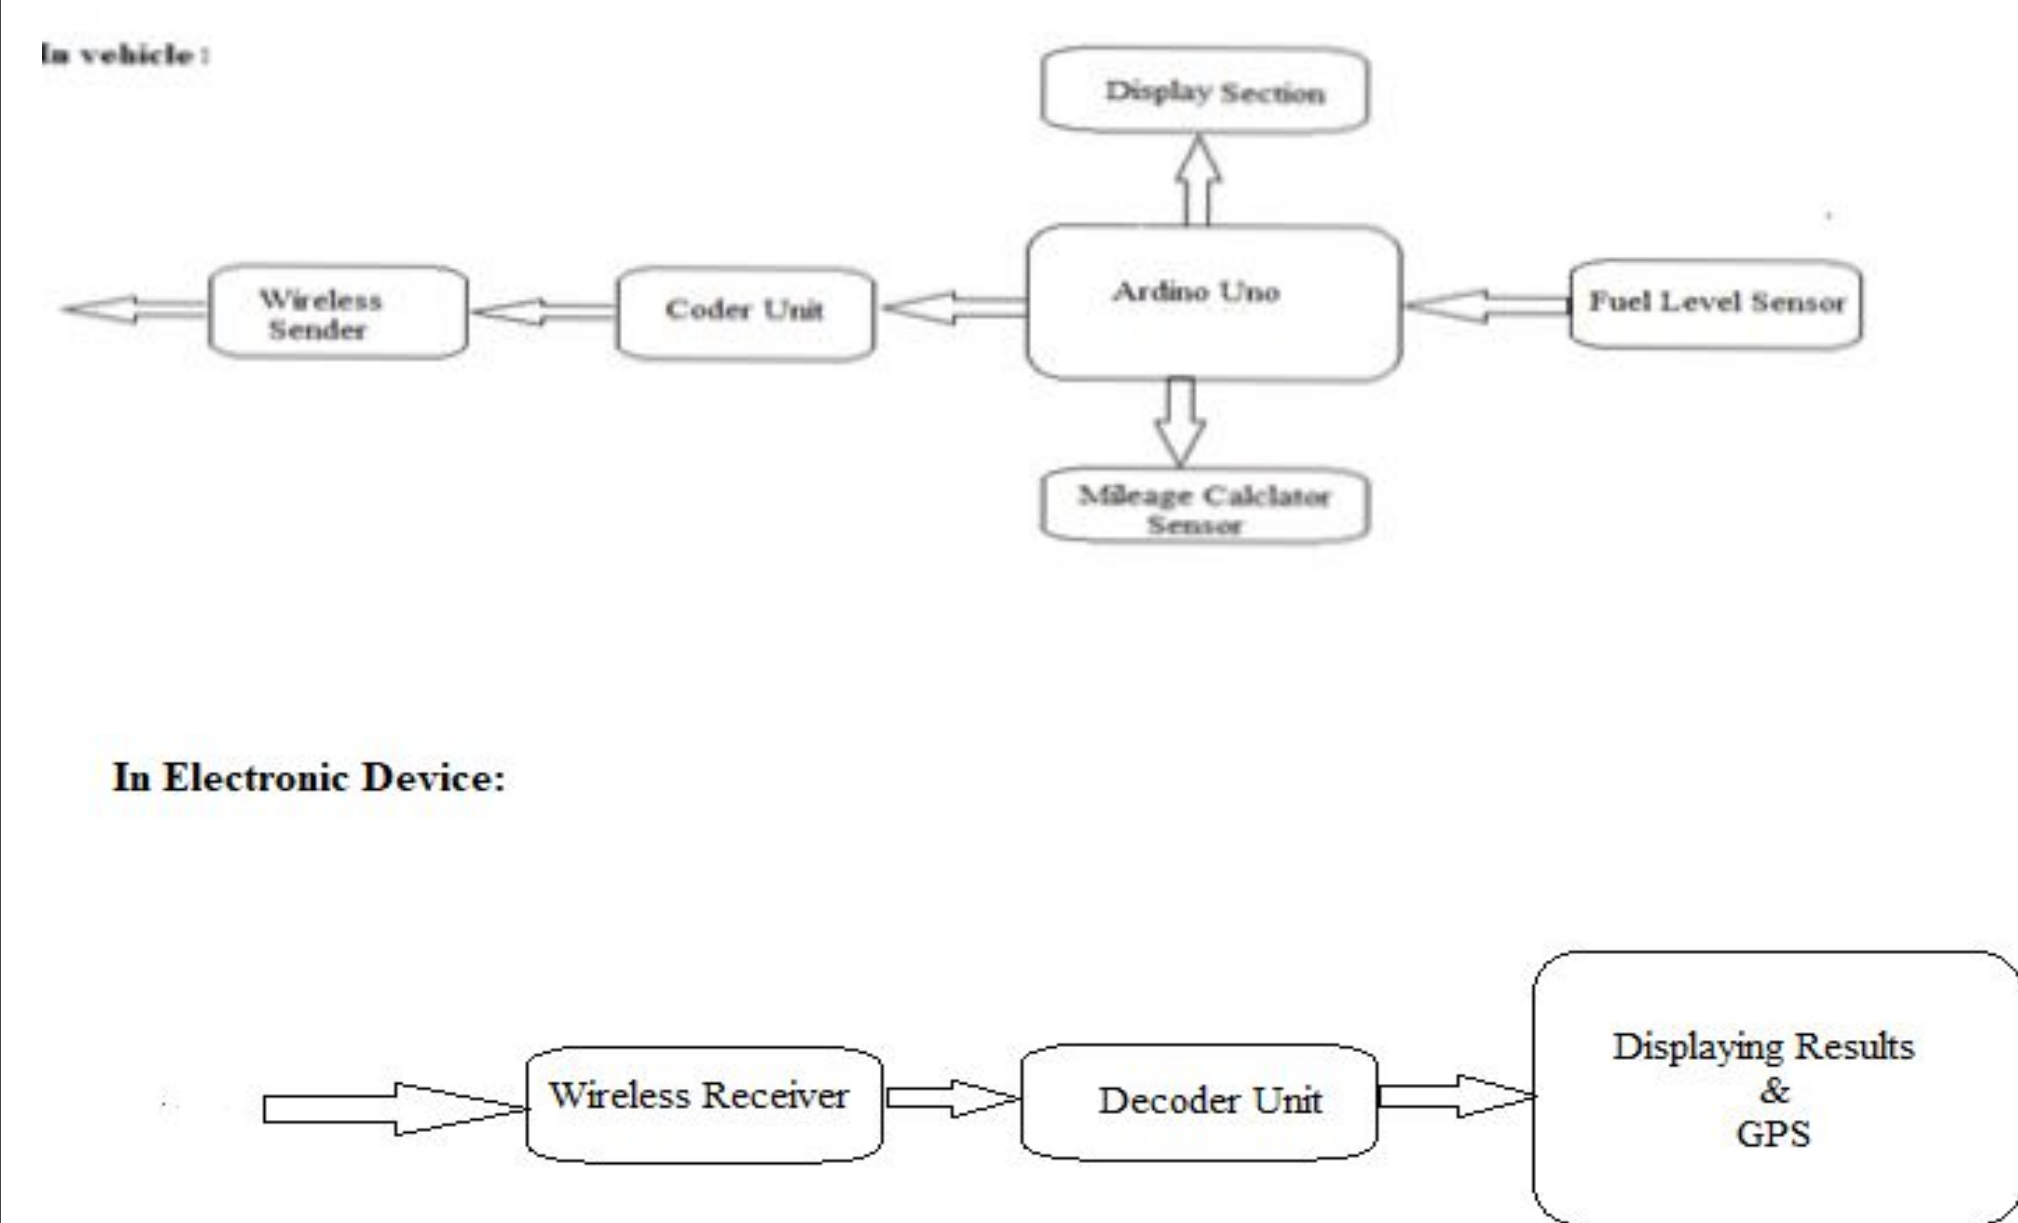 In vehicle :
Display Section
Wireless
Sender
Coder Unit
Ardino Uno
Fuel Level Sensor
Mileage Calclator
Sensor
In Electronic Device:
Wireless Receiver
Decoder Unit
Displaying Results
&
GPS